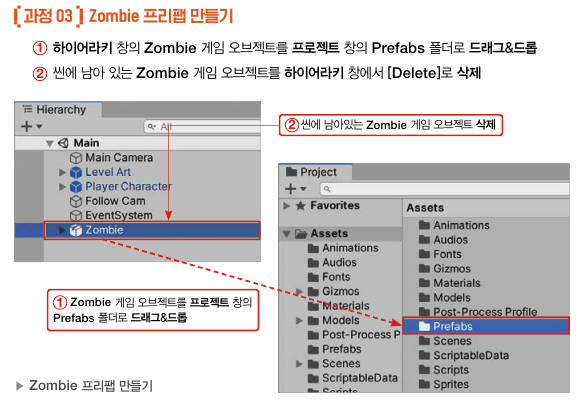 [과정 03] Zombie 프리팹 만들기
① 하이어라키 창의 Zombie 게임 오브젝트를 프로젝트 창의 Prefabs 폴더로 드래그&드롭
② 씬에 남아 있는 Zombie 게임 오브젝트를 하이어라키 창에서 [Delete]로 삭제
Hierarchy
All
Main
Main Camera
Level Art
Player Character
Follow Cam
EventSystem
Zombie
② 씬에 남아있는 Zombie 게임 오브젝트 삭제
① Zombie 게임 오브젝트를 프로젝트 창의
Prefabs 폴더로 드래그&드롭
Project
Favorites
Assets
Animations
Audios
Fonts
Gizmos
Materials
Models
Post-Process P
Prefabs
Scenes
ScriptableData
Scripts
Assets
Animations
Audios
Fonts
Gizmos
Materials
Models
Post-Process Profile
Prefabs
Scenes
ScriptableData
Scripts
Sprites
▶ Zombie 프리팹 만들기